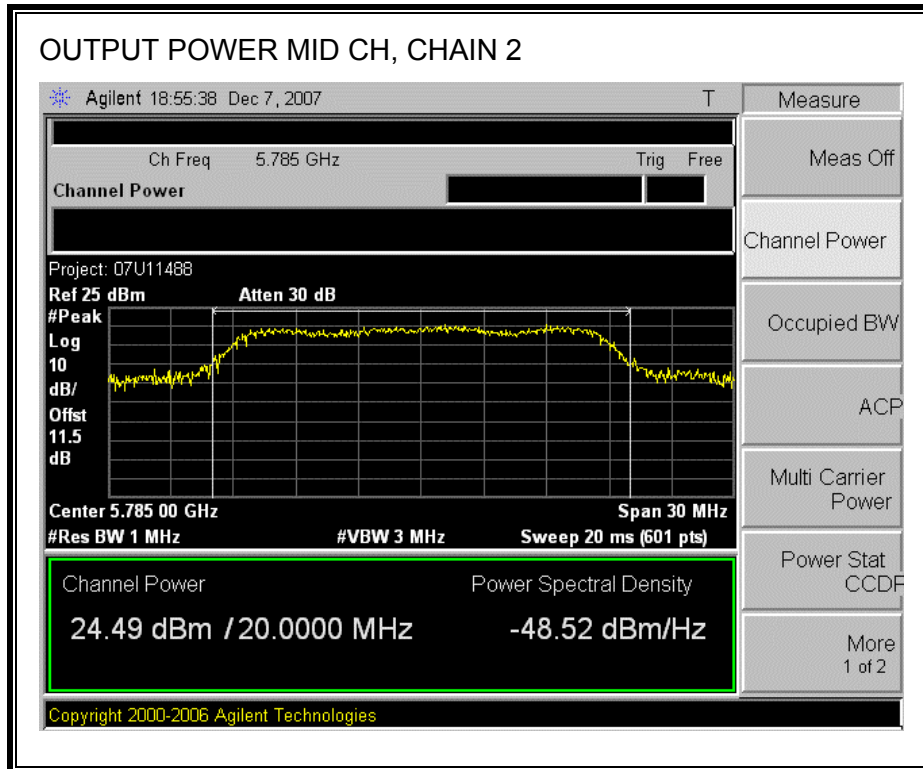 OUTPUT POWER MID CH, CHAIN 2
Agilent 18:55:38 Dec 7, 2007 T
Measure
Ch Freq 5.785 GHz Trig Free
Channel Power
Meas Off
Channel Power
Occupied BW
ACP
Multi Carrier
Power
Power Stat
CCDF
More
1 of 2
Project: 07U11488
Ref 25 dBm Atten 30 dB
#Peak
Log
10
dB/
Offst
11.5
dB
Center 5.785 00 GHz Span 30 MHz
#Res BW 1 MHz #VBW 3 MHz Sweep 20 ms (601 pts)
Channel Power Power Spectral Density
24.49 dBm / 20.0000 MHz -48.52 dBm/Hz
Copyright 2000-2006 Agilent Technologies